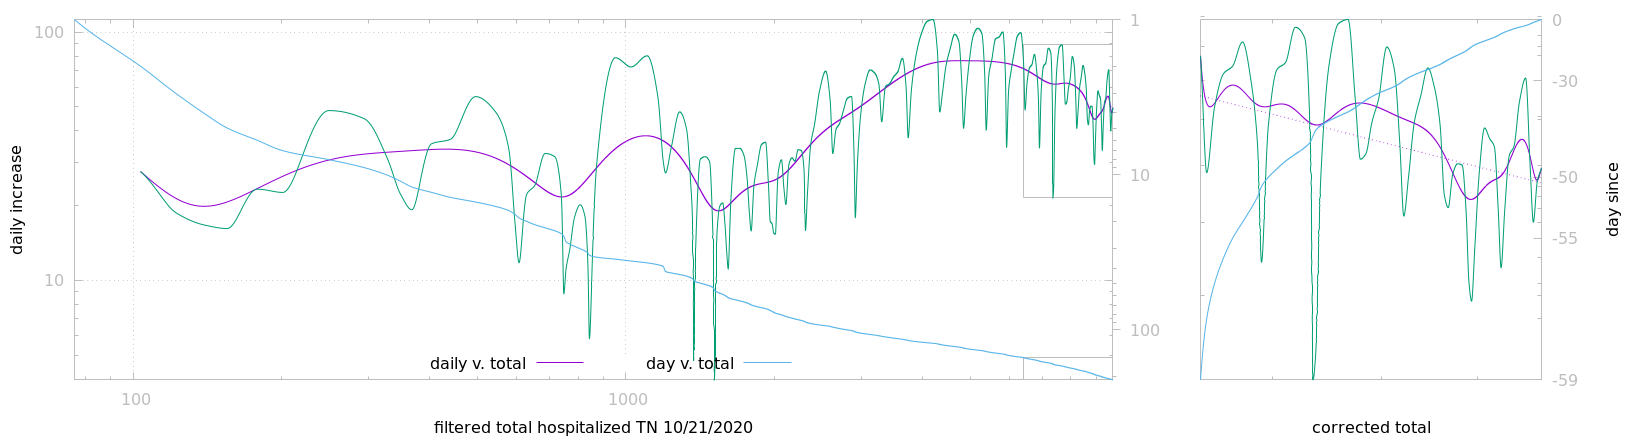 100
10
daily increase
100
1000
filtered total hospitalized TN 10/21/2020
daily v. total
day v. total
1
10
100
0
-30
-50
-55
-59
day since
corrected total